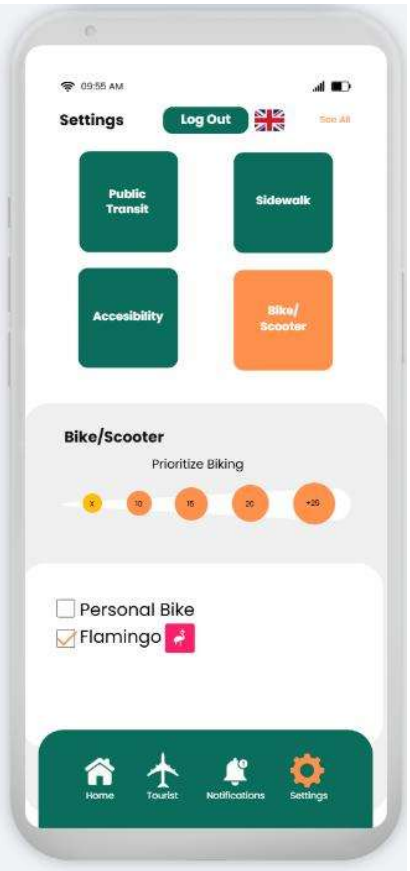 09:55 AM
Settings
Log Out
See All
Public
Transit
Sidewalk
Accesibility
Bike/
Scooter
Bike/Scooter
Prioritize Biking
X 10 15 20 +25
Personal Bike
Flamingo
Home Tourist Notifications Settings